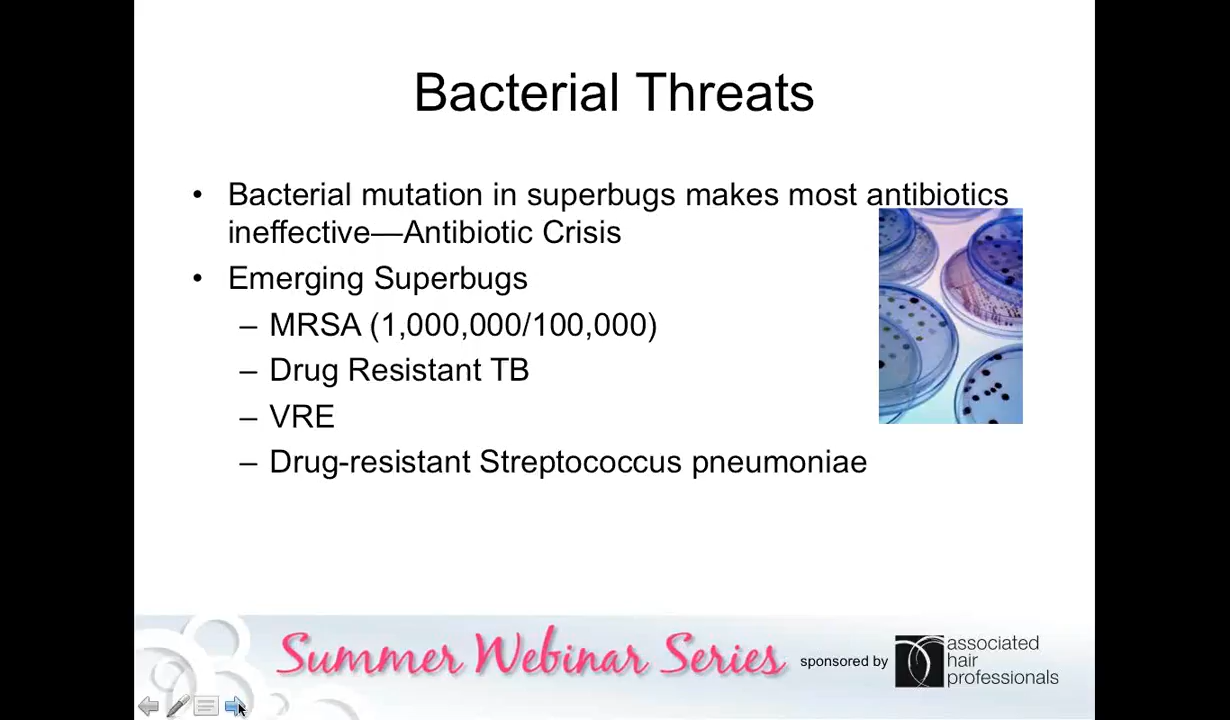 Bacterial Threats
• Bacterial mutation in superbugs makes most antibiotics
ineffective—Antibiotic Crisis
• Emerging Superbugs
– MRSA (1,000,000/100,000)
– Drug Resistant TB
– VRE
– Drug-resistant Streptococcus pneumoniae
Summer Webinar Series
sponsored by
associated
hair
professionals